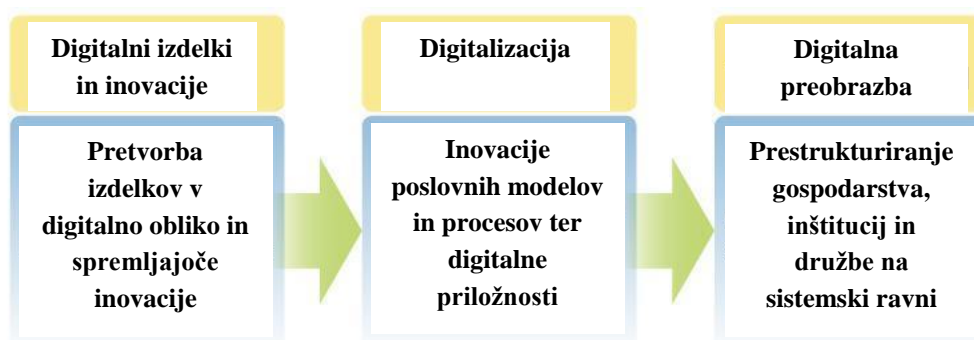 Digitalni izdelki
in inovacije
Pretvorba
izdelkov v
digitalno obliko in
spremljajoče
inovacije
Digitalizacija
Inovacije
poslovnih modelov
in procesov ter
digitalne
priložnosti
Digitalna
preobrazba
Prestrukturiranje
gospodarstva,
inštitucij in
družbe na
sistemski ravni